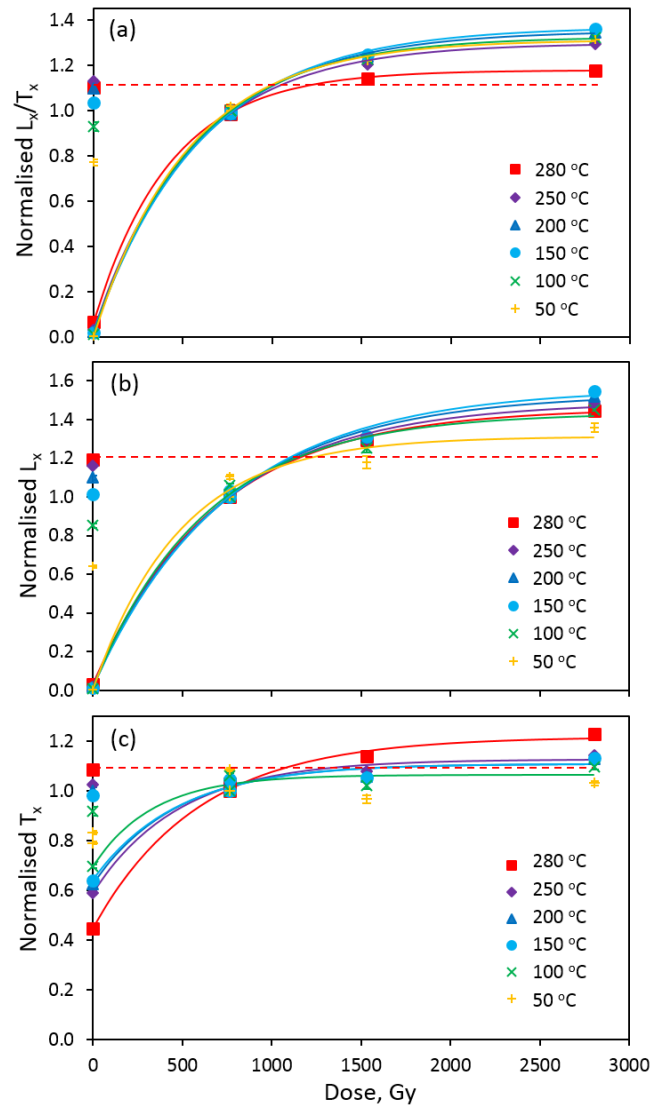 (a)
Normalised Lₓ/Tₓ
1.4
1.2
1.0
0.8
0.6
0.4
0.2
0.0
280 °C
250 °C
200 °C
150 °C
100 °C
50 °C
(b)
Normalised Lₓ
1.6
1.4
1.2
1.0
0.8
0.6
0.4
0.2
0.0
280 °C
250 °C
200 °C
150 °C
100 °C
50 °C
(c)
Normalised Tₓ
1.2
1.0
0.8
0.6
0.4
0.2
0.0
280 °C
250 °C
200 °C
150 °C
100 °C
50 °C
0 500 1000 1500 2000 2500 3000
Dose, Gy